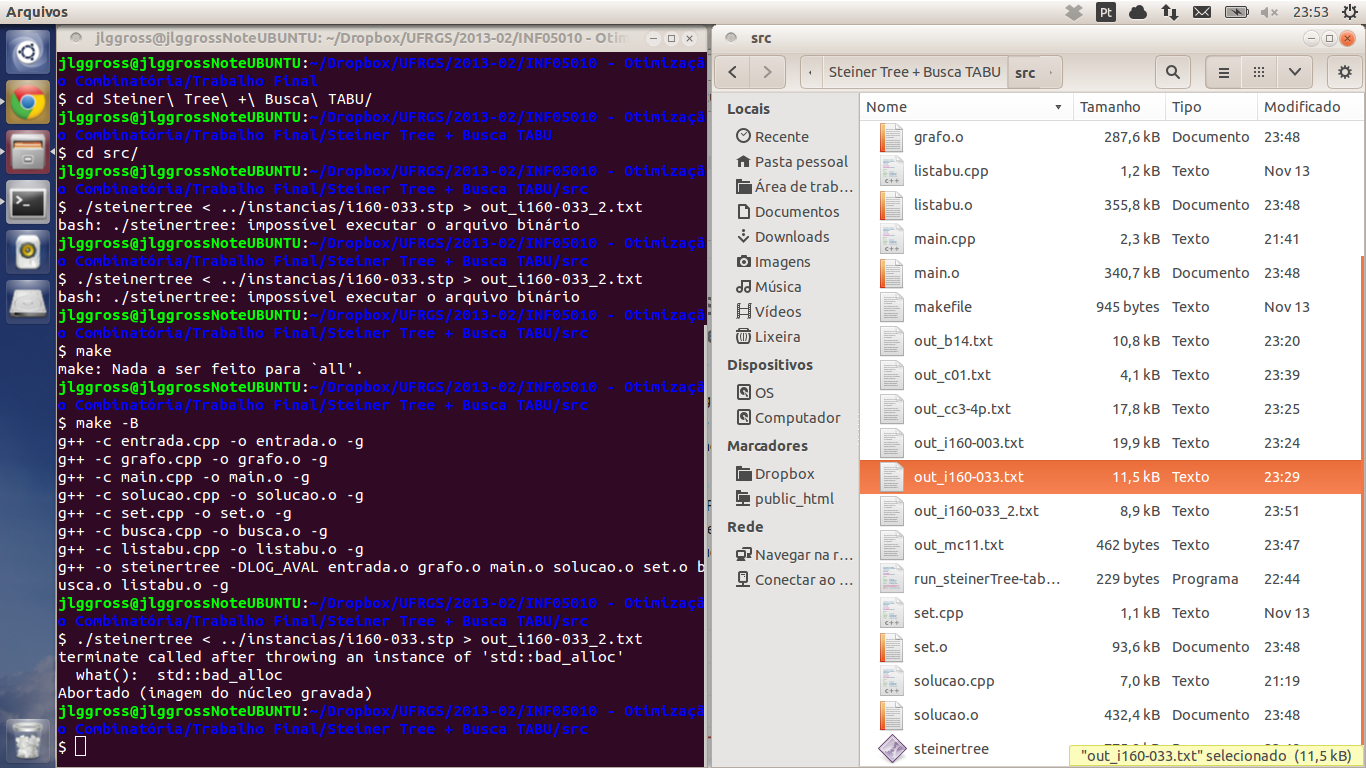 Arquivos
Pt
23:53
jlggross@jlggrossNoteUBUNTU: ~/Dropbox/UFRGS/2013-02/INF05010 - Otim
jlggross@jlggrossNoteUBUNTU:~/Dropbox/UFRGS/2013-02/INF05010 - Otimizaçã
o Combinatória/Trabalho Final
$ cd Steiner\ Tree\ +\ Busca\ TABU/
jlggross@jlggrossNoteUBUNTU:~/Dropbox/UFRGS/2013-02/INF05010 - Otimizaçã
o Combinatória/Trabalho Final/Steiner Tree + Busca TABU
$ cd src/
jlggross@jlggrossNoteUBUNTU:~/Dropbox/UFRGS/2013-02/INF05010 - Otimizaçã
o Combinatória/Trabalho Final/Steiner Tree + Busca TABU/src
$ ./steinertree < ../instancias/i160-033.stp > out_i160-033_2.txt
bash: ./steinertree: impossível executar o arquivo binário
jlggross@jlggrossNoteUBUNTU:~/Dropbox/UFRGS/2013-02/INF05010 - Otimizaçã
o Combinatória/Trabalho Final/Steiner Tree + Busca TABU/src
$ ./steinertree < ../instancias/i160-033.stp > out_i160-033_2.txt
bash: ./steinertree: impossível executar o arquivo binário
jlggross@jlggrossNoteUBUNTU:~/Dropbox/UFRGS/2013-02/INF05010 - Otimizaçã
o Combinatória/Trabalho Final/Steiner Tree + Busca TABU/src
$ make
make: Nada a ser feito para `all'.
jlggross@jlggrossNoteUBUNTU:~/Dropbox/UFRGS/2013-02/INF05010 - Otimizaçã
o Combinatória/Trabalho Final/Steiner Tree + Busca TABU/src
$ make -B
g++ -c entrada.cpp -o entrada.o -g
g++ -c grafo.cpp -o grafo.o -g
g++ -c main.cpp -o main.o -g
g++ -c solucao.cpp -o solucao.o -g
g++ -c set.cpp -o set.o -g
g++ -c busca.cpp -o busca.o -g
g++ -c listabu.cpp -o listabu.o -g
g++ -o steinertree -DLOG_AVAL entrada.o grafo.o main.o solucao.o set.o b
usca.o listabu.o -g
jlggross@jlggrossNoteUBUNTU:~/Dropbox/UFRGS/2013-02/INF05010 - Otimizaçã
o Combinatória/Trabalho Final/Steiner Tree + Busca TABU/src
$ ./steinertree < ../instancias/i160-033.stp > out_i160-033_2.txt
terminate called after throwing an instance of 'std::bad_alloc'
what():  std::bad_alloc
Abortado (imagem do núcleo gravada)
jlggross@jlggrossNoteUBUNTU:~/Dropbox/UFRGS/2013-02/INF05010 - Otimizaçã
o Combinatória/Trabalho Final/Steiner Tree + Busca TABU/src
$
src
Steiner Tree + Busca TABU src
Locais
Recente
Pasta pessoal
Área de trab...
Documentos
Downloads
Imagens
Música
Vídeos
Lixeira
Dispositivos
OS
Computador
Marcadores
Dropbox
public_html
Rede
Navegar na r...
Conectar ao ...
Nome Tamanho Tipo Modificado
grafo.o 287,6 kB Documento 23:48
listabu.cpp 1,2 kB Texto Nov 13
listabu.o 355,8 kB Documento 23:48
main.cpp 2,3 kB Texto 21:41
main.o 340,7 kB Documento 23:48
makefile 945 bytes Texto Nov 13
out_b14.txt 10,8 kB Texto 23:20
out_c01.txt 4,1 kB Texto 23:39
out_cc3-4p.txt 17,8 kB Texto 23:25
out_i160-003.txt 19,9 kB Texto 23:24
out_i160-033.txt 11,5 kB Texto 23:29
out_i160-033_2.txt 8,9 kB Texto 23:51
out_mc11.txt 462 bytes Texto 23:47
run_steinerTree-tab... 229 bytes Programa 22:44
set.cpp 1,1 kB Texto Nov 13
set.o 93,6 kB Documento 23:48
solucao.cpp 7,0 kB Texto 21:19
solucao.o 432,4 kB Documento 23:48
steinertree
"out_i160-033.txt" selecionado (11,5 kB)